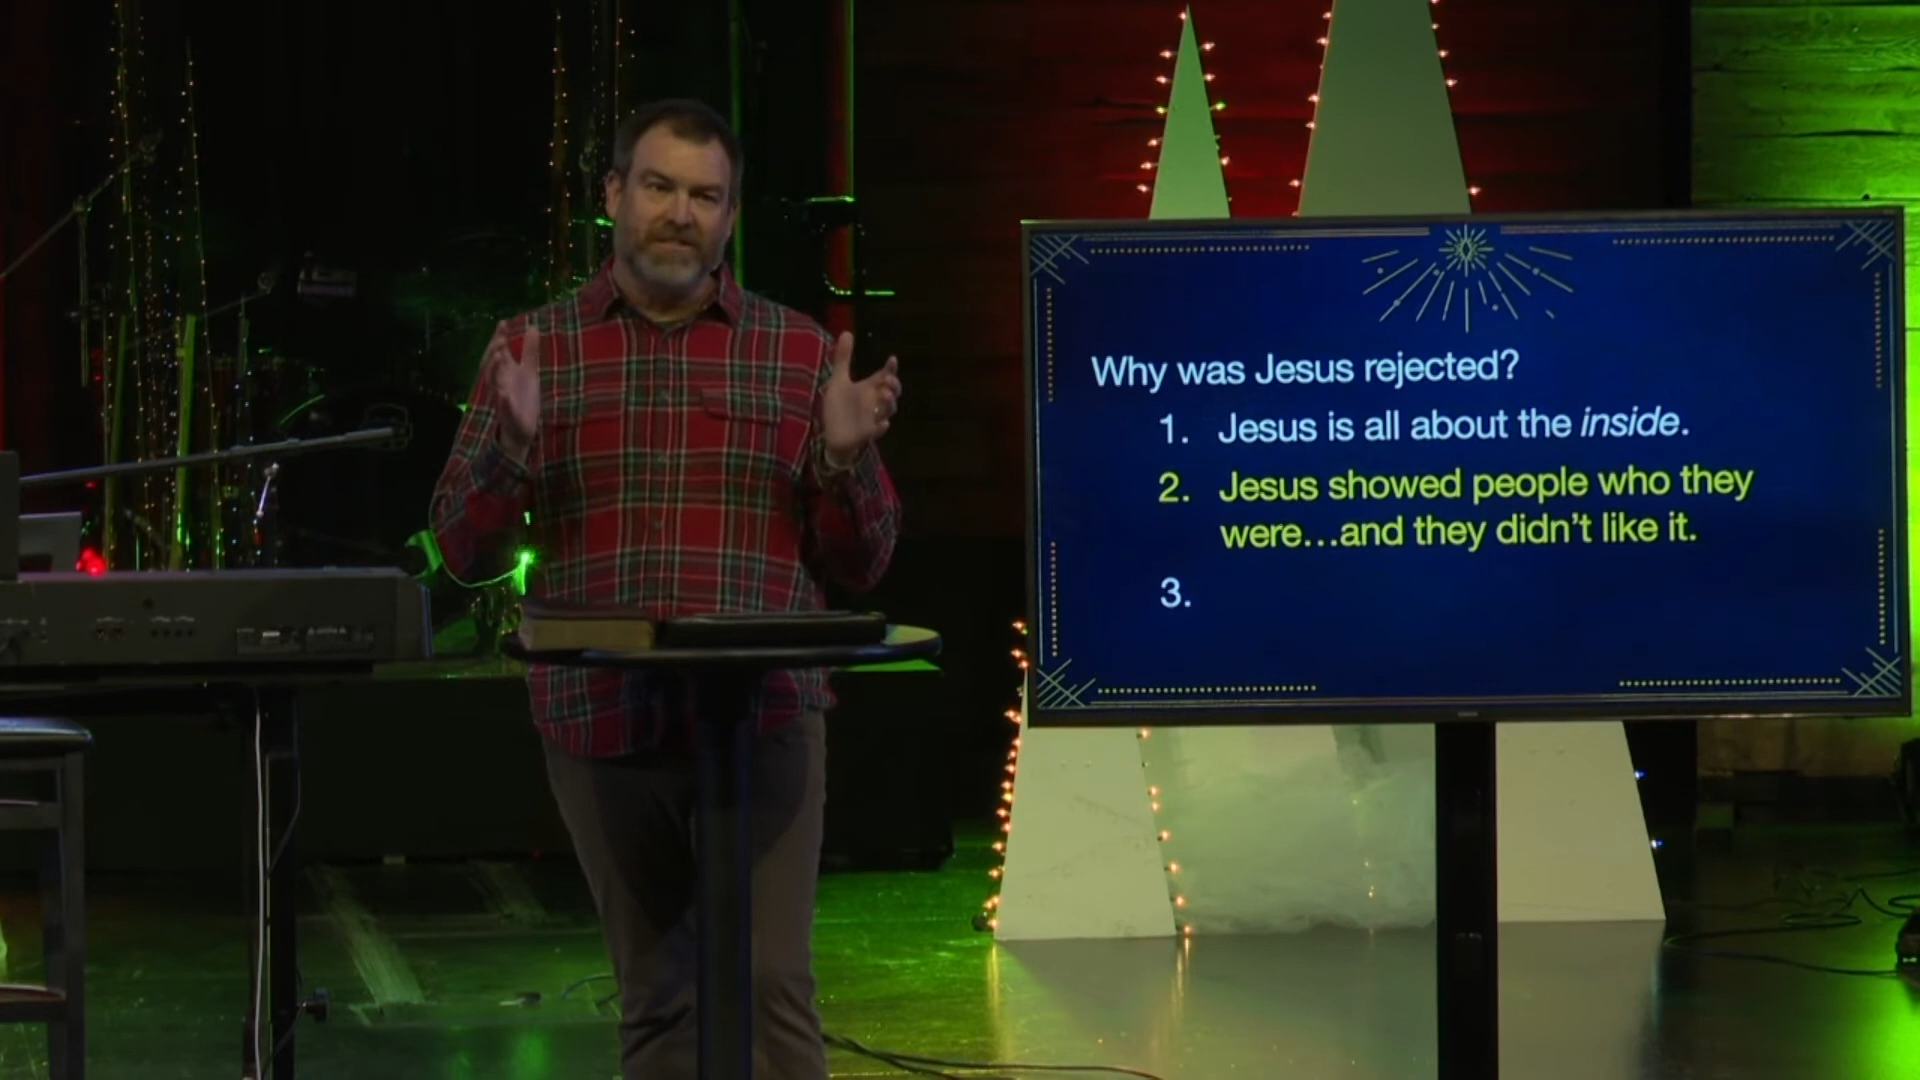 Why was Jesus rejected?
1. Jesus is all about the inside.
2. Jesus showed people who they
were...and they didn't like it.
3.